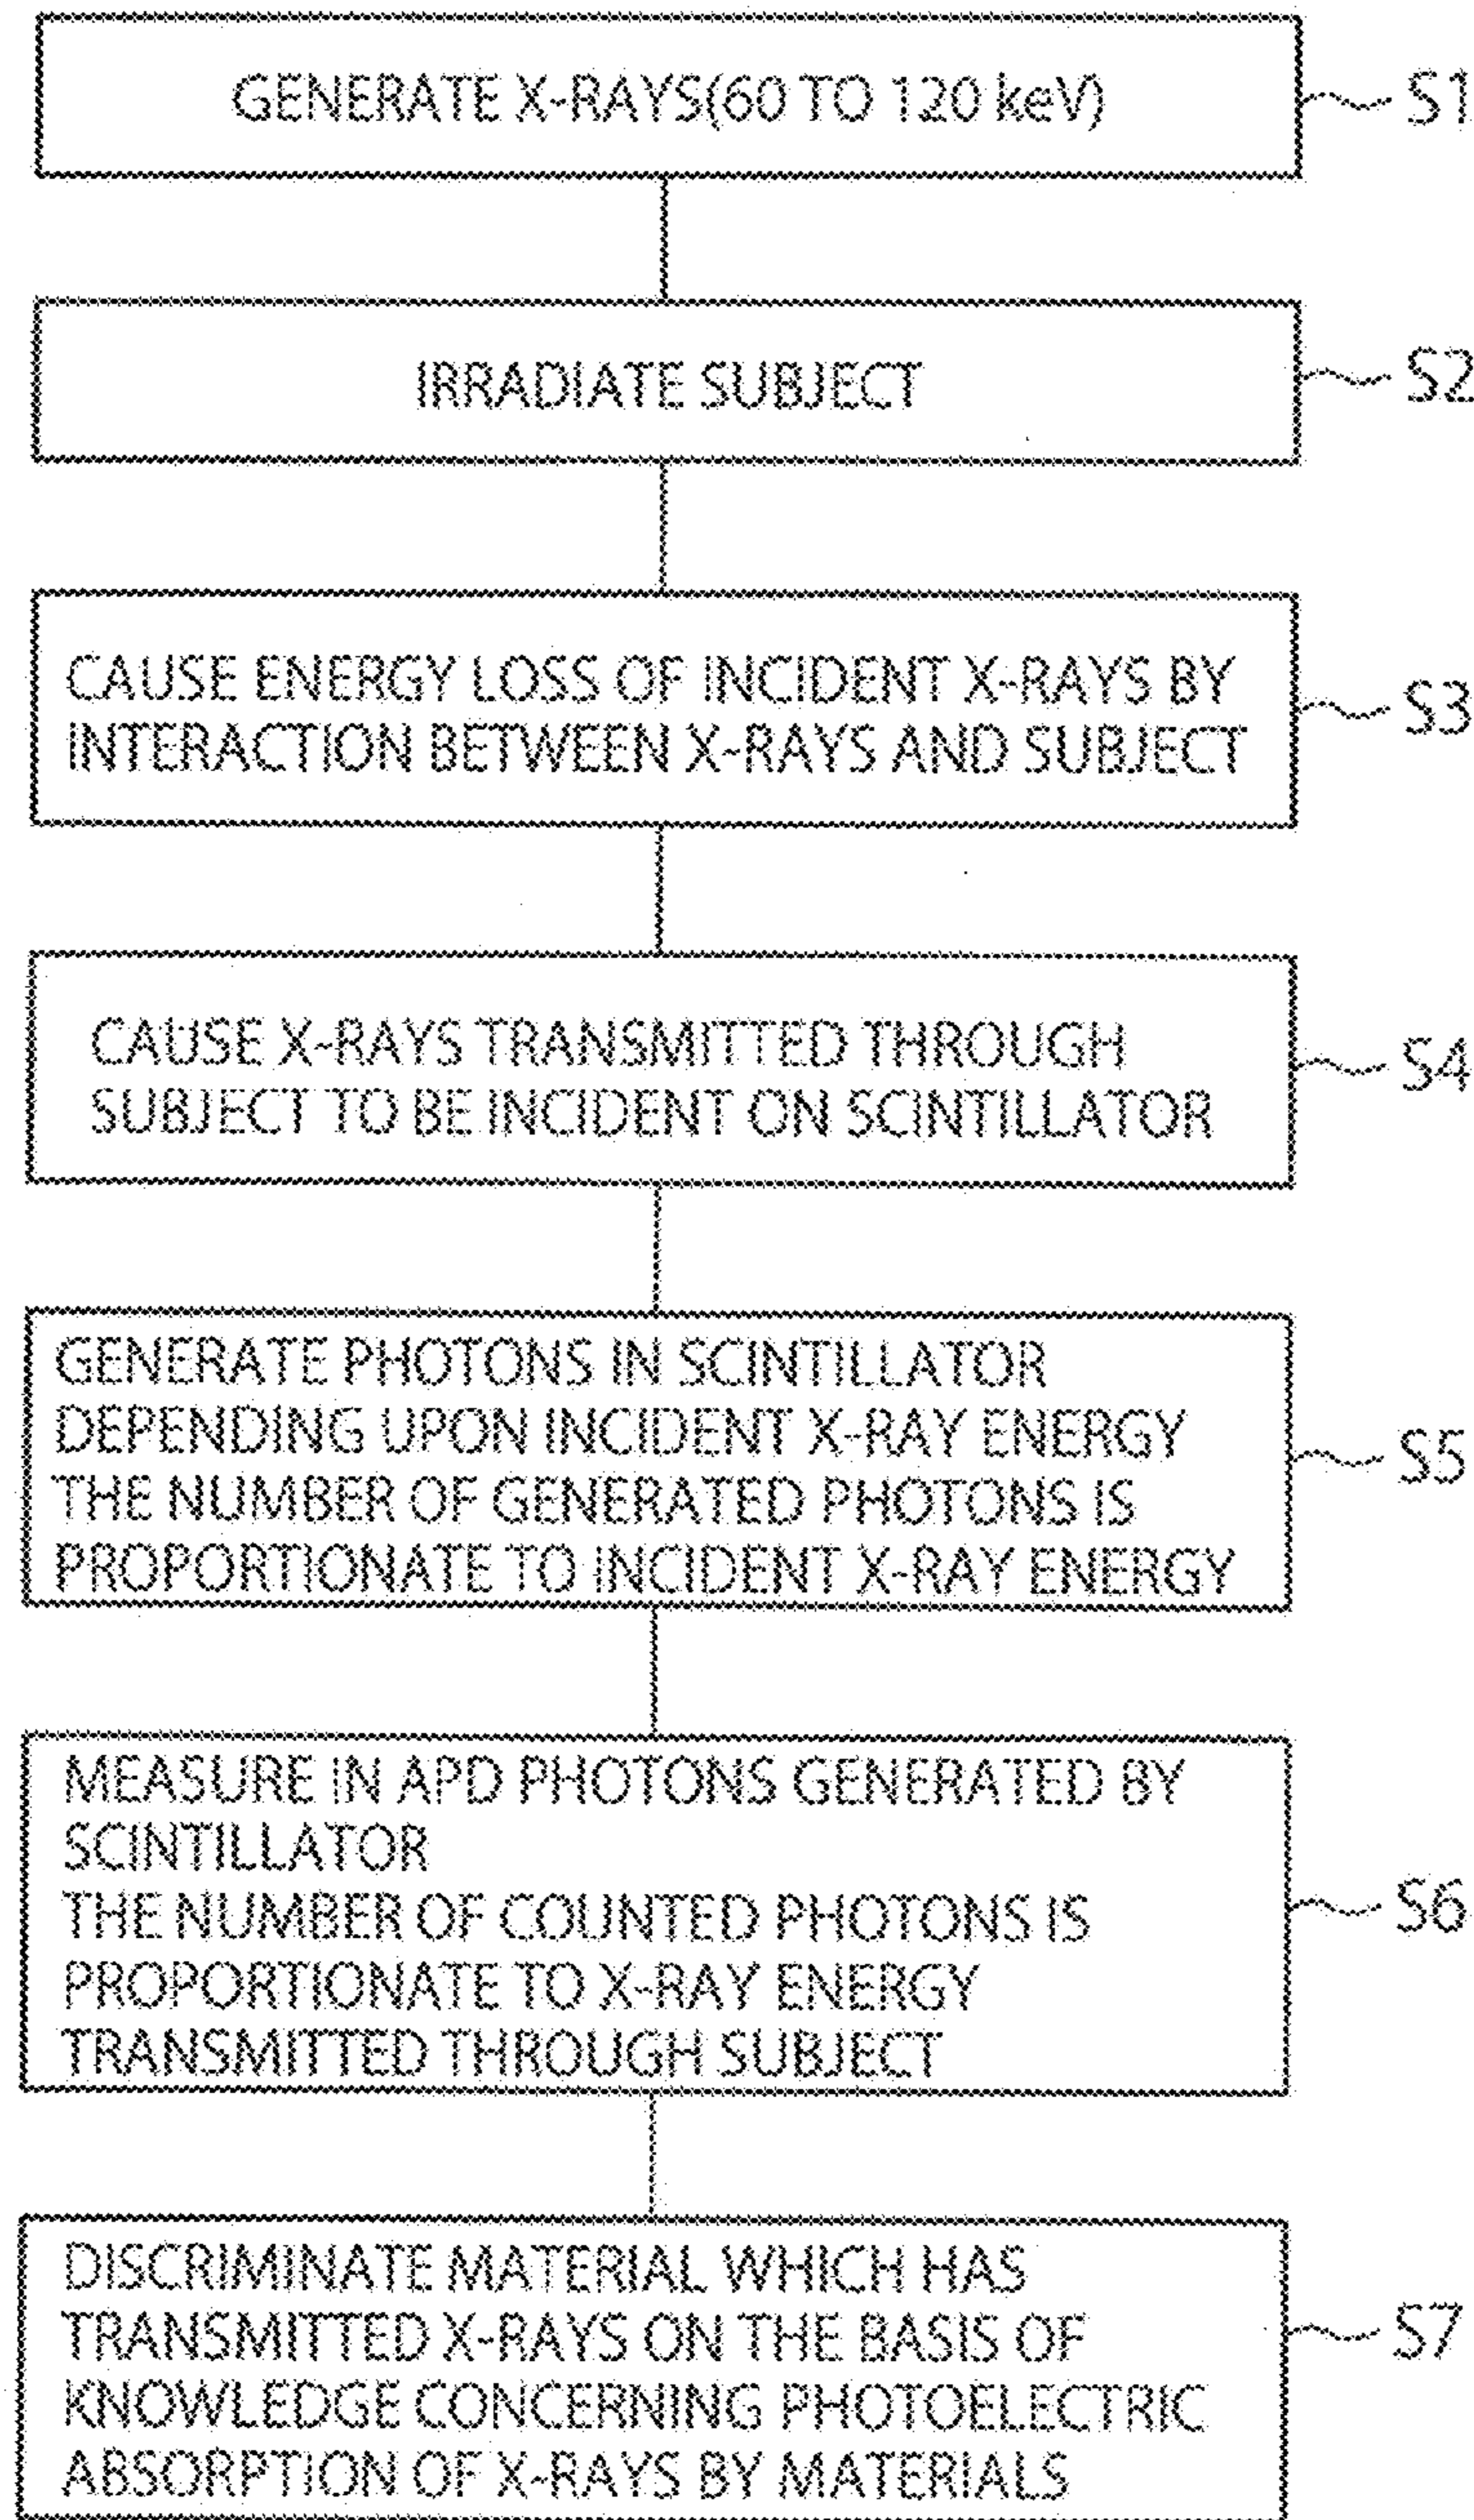 GENERATE X-RAYS(60 TO 120 keV)
S1
IRRADIATE SUBJECT
S2
CAUSE ENERGY LOSS OF INCIDENT X-RAYS BY
INTERACTION BETWEEN X-RAYS AND SUBJECT
S3
CAUSE X-RAYS TRANSMITTED THROUGH
SUBJECT TO BE INCIDENT ON SCINTILLATOR
S4
GENERATE PHOTONS IN SCINTILLATOR
DEPENDING UPON INCIDENT X-RAY ENERGY
THE NUMBER OF GENERATED PHOTONS IS
PROPORTIONATE TO INCIDENT X-RAY ENERGY
S5
MEASURE IN APD PHOTONS GENERATED BY
SCINTILLATOR
THE NUMBER OF COUNTED PHOTONS IS
PROPORTIONATE TO X-RAY ENERGY
TRANSMITTED THROUGH SUBJECT
S6
DISCRIMINATE MATERIAL WHICH HAS
TRANSMITTED X-RAYS ON THE BASIS OF
KNOWLEDGE CONCERNING PHOTOELECTRIC
ABSORPTION OF X-RAYS BY MATERIALS
S7